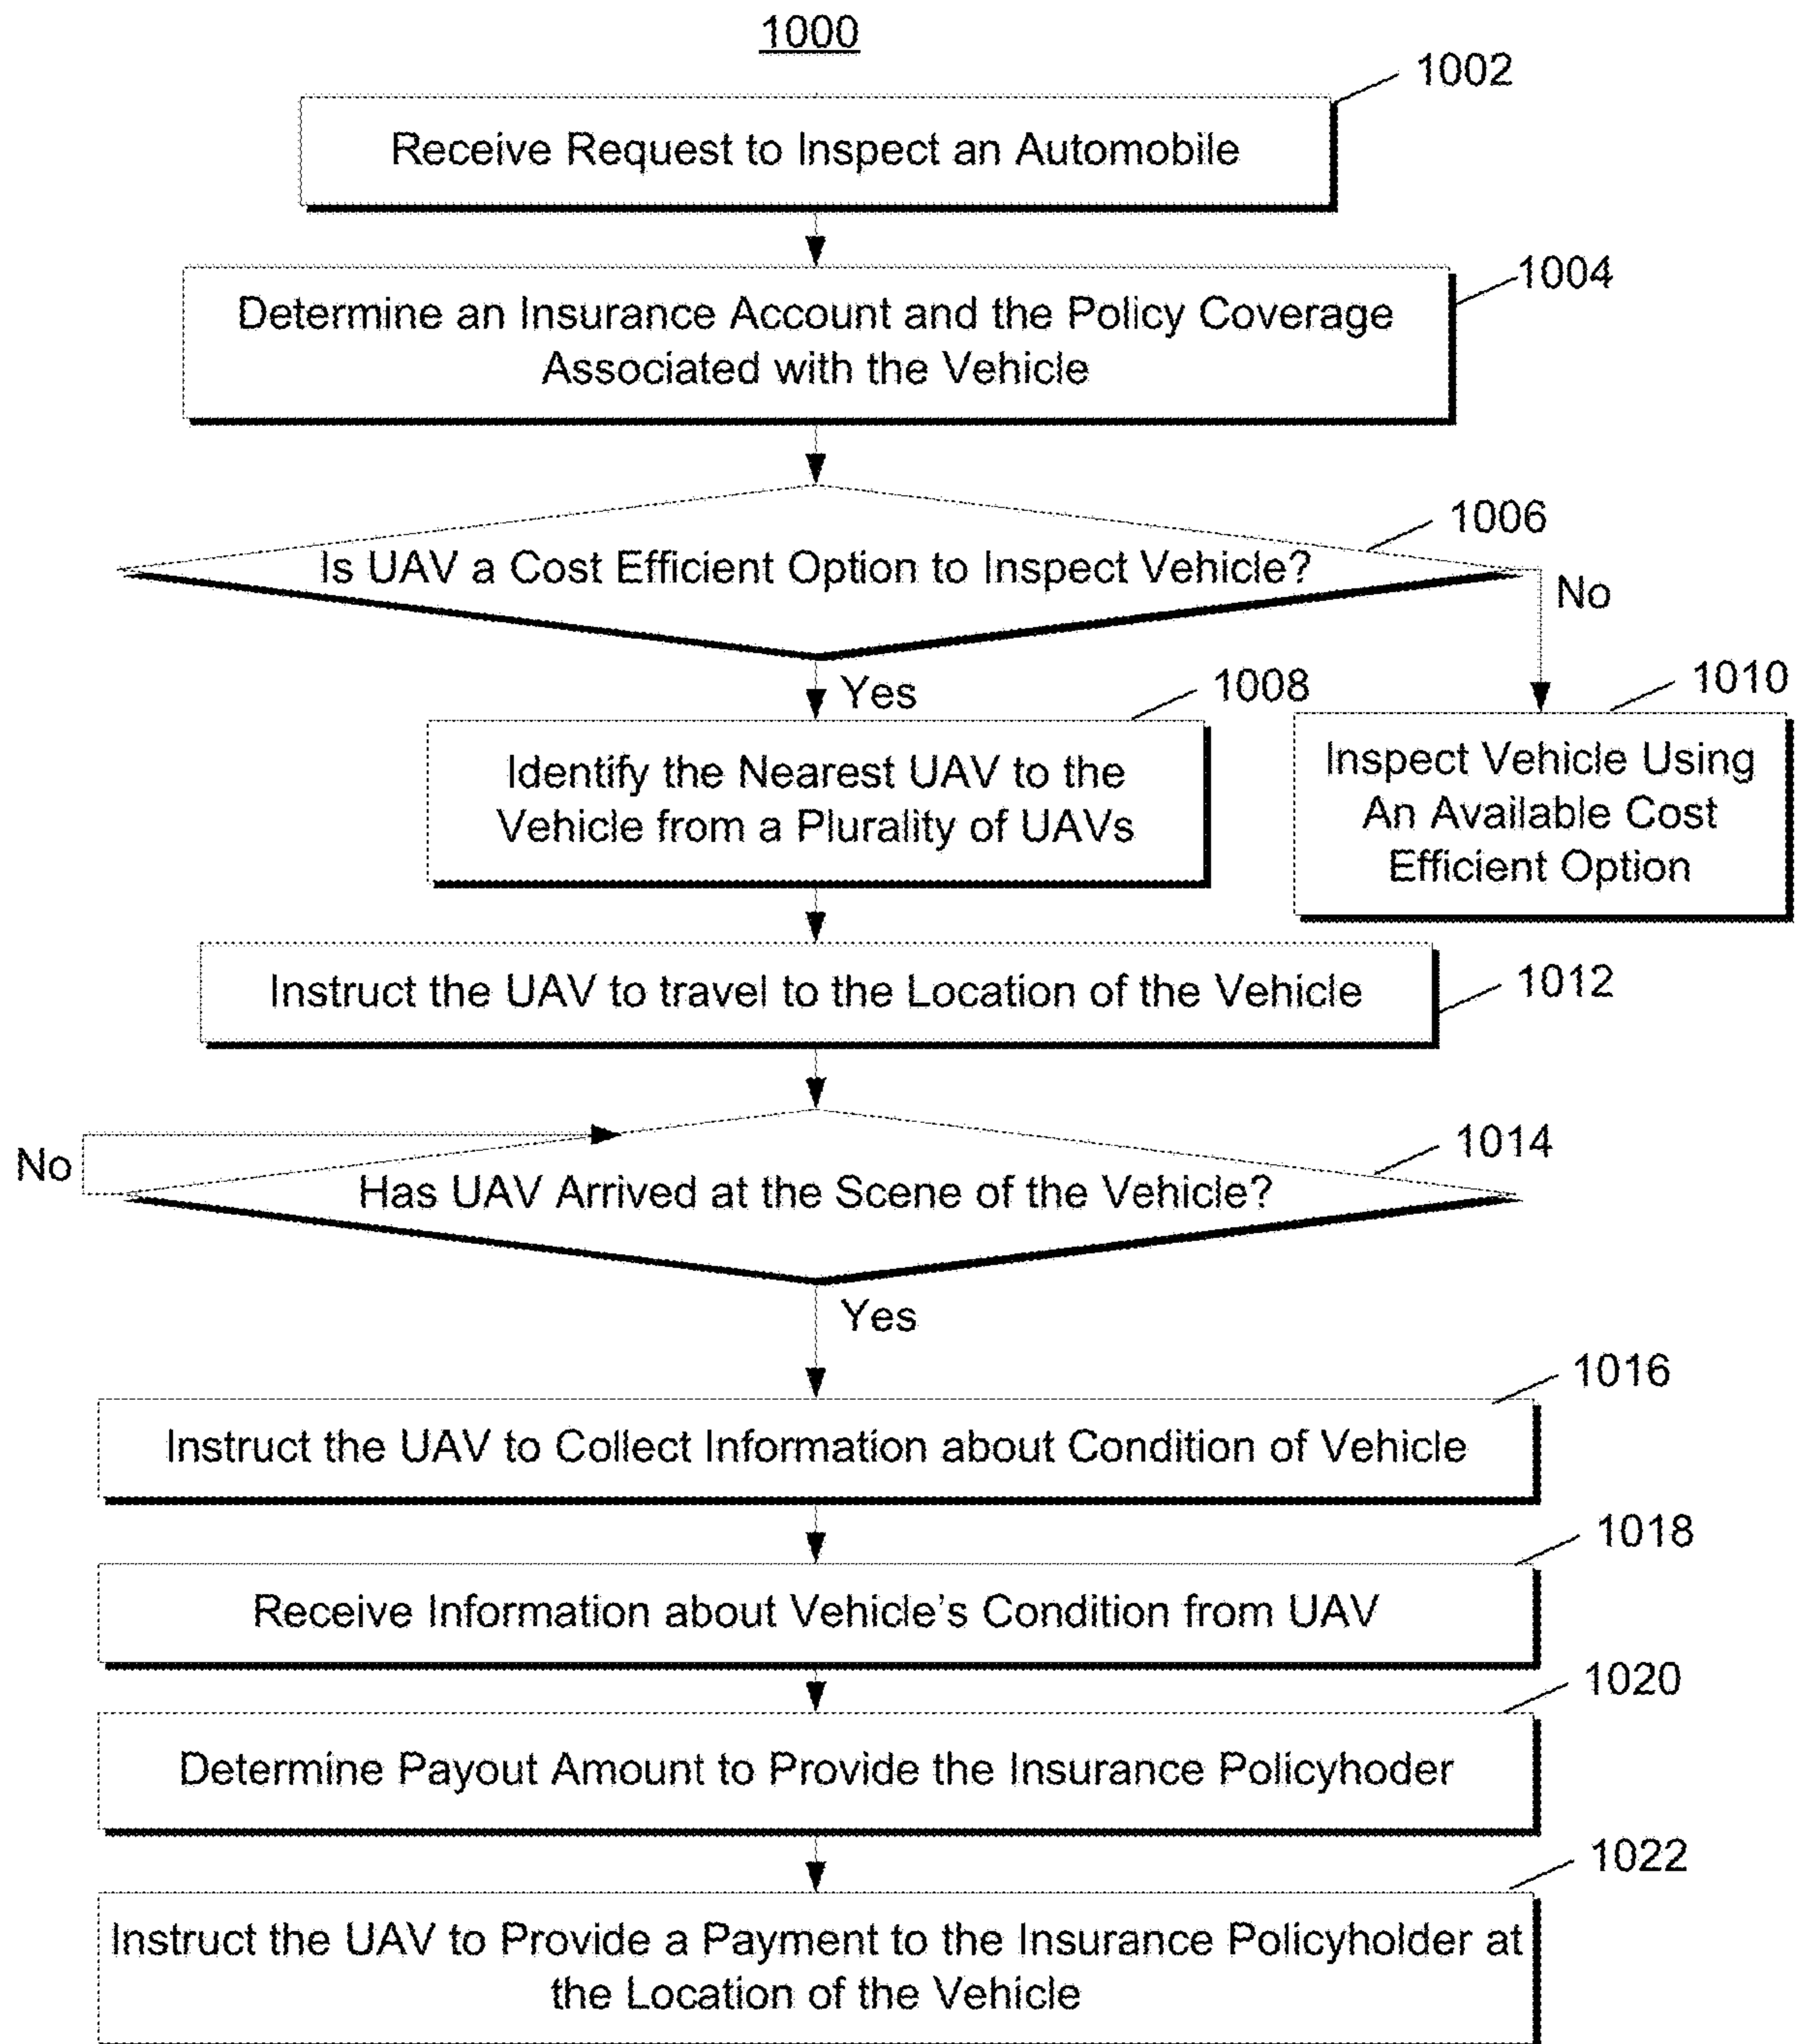 1000
1002
Receive Request to Inspect an Automobile
1004
Determine an Insurance Account and the Policy Coverage
Associated with the Vehicle
1006
Is UAV a Cost Efficient Option to Inspect Vehicle?
No
Yes
1008
1010
Identify the Nearest UAV to the
Vehicle from a Plurality of UAVs
Inspect Vehicle Using
An Available Cost
Efficient Option
Instruct the UAV to travel to the Location of the Vehicle
1012
No
1014
Has UAV Arrived at the Scene of the Vehicle?
Yes
1016
Instruct the UAV to Collect Information about Condition of Vehicle
1018
Receive Information about Vehicle's Condition from UAV
1020
Determine Payout Amount to Provide the Insurance Policyhoder
1022
Instruct the UAV to Provide a Payment to the Insurance Policyholder at
the Location of the Vehicle